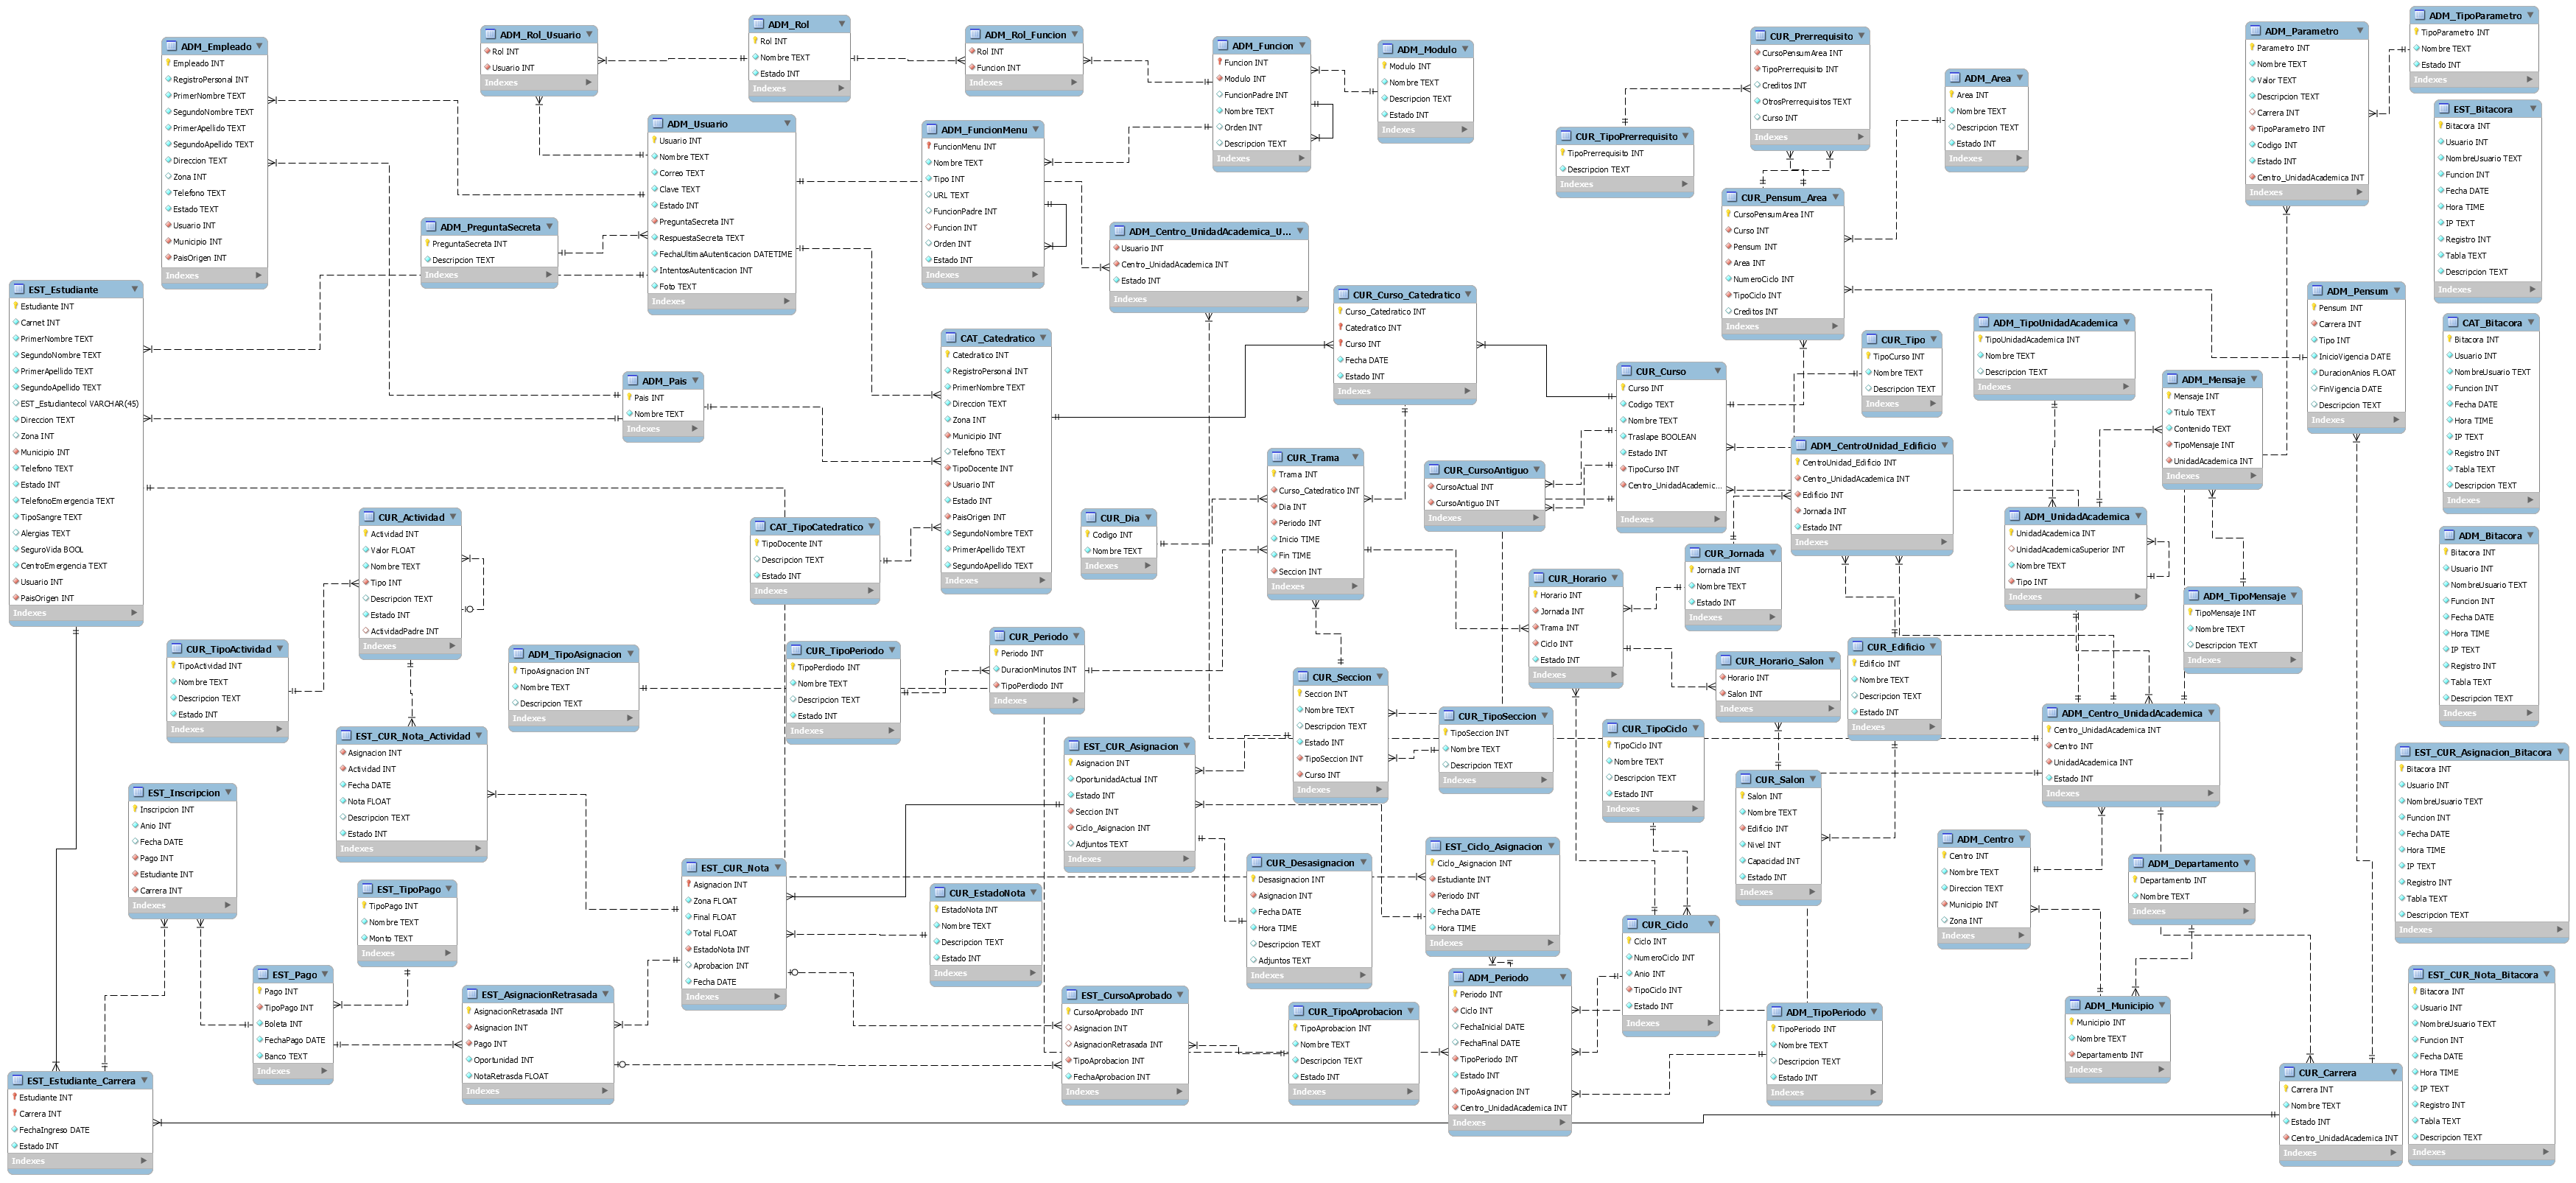 ADM_Empleado
Empleado INT
RegistroPersonal INT
PrimerNombre TEXT
SegundoNombre TEXT
PrimerApellido TEXT
SegundoApellido TEXT
Direccion TEXT
Zona INT
Telefono TEXT
Estado TEXT
Usuario INT
Municipio INT
PaisOrigen INT
Indexes
ADM_Rol_Usuario
Rol INT
Usuario INT
Indexes
ADM_Rol
Rol INT
Nombre TEXT
Estado INT
Indexes
ADM_Rol_Funcion
Rol INT
Funcion INT
Indexes
ADM_Funcion
Funcion INT
Modulo INT
FuncionPadre INT
Nombre TEXT
Orden INT
Descripcion TEXT
Indexes
ADM_Modulo
Modulo INT
Nombre TEXT
Descripcion TEXT
Estado INT
Indexes
CUR_Prerrequisito
CursoPensumArea INT
TipoPrerrequisito INT
Creditos INT
OtrosPrerrequisitos TEXT
Curso INT
Indexes
CUR_TipoPrerrequisito
TipoPrerrequisito INT
Descripcion TEXT
Indexes
ADM_Area
Area INT
Nombre TEXT
Descripcion TEXT
Estado INT
Indexes
ADM_Parametro
Parametro INT
Nombre TEXT
Valor TEXT
Descripcion TEXT
Carrera INT
TipoParametro INT
Codigo INT
Estado INT
Centro_UnidadAcademica INT
Indexes
ADM_TipoParametro
TipoParametro INT
Nombre TEXT
Estado INT
Indexes
EST_Bitacora
Bitacora INT
Usuario INT
NombreUsuario TEXT
Funcion INT
Fecha DATE
Hora TIME
IP TEXT
Registro INT
Tabla TEXT
Descripcion TEXT
Indexes
ADM_Usuario
Usuario INT
Nombre TEXT
Correo TEXT
Clave TEXT
Estado INT
PreguntaSecreta INT
RespuestaSecreta TEXT
FechaUltimaAutenticacion DATETIME
IntentosAutenticacion INT
Foto TEXT
Indexes
ADM_PreguntaSecreta
PreguntaSecreta INT
Descripcion TEXT
Indexes
ADM_FuncionMenu
FuncionMenu INT
Nombre TEXT
Tipo INT
URL TEXT
FuncionPadre INT
Funcion INT
Orden INT
Estado INT
Indexes
ADM_Centro_UnidadAcademica_U...
Usuario INT
Centro_UnidadAcademica INT
Estado INT
Indexes
CUR_Pensum_Area
CursoPensumArea INT
Curso INT
Pensum INT
Area INT
NumeroCiclo INT
TipoCiclo INT
Creditos INT
Indexes
EST_Estudiante
Estudiante INT
Carnet INT
PrimerNombre TEXT
SegundoNombre TEXT
PrimerApellido TEXT
SegundoApellido TEXT
EST_Estudiantecol VARCHAR(45)
Direccion TEXT
Zona INT
Municipio INT
Telefono TEXT
Estado INT
TelefonoEmergencia TEXT
TipoSangre TEXT
Alergias TEXT
SeguroVida BOOL
CentroEmergencia TEXT
Usuario INT
PaisOrigen INT
Indexes
ADM_Pais
Pais INT
Nombre TEXT
Indexes
CAT_Catedratico
Catedratico INT
RegistroPersonal INT
PrimerNombre TEXT
Direccion TEXT
Zona INT
Municipio INT
Telefono TEXT
TipoDocente INT
Usuario INT
Estado INT
PaisOrigen INT
SegundoNombre TEXT
PrimerApellido TEXT
SegundoApellido TEXT
Indexes
CUR_Curso_Catedratico
Curso_Catedratico INT
Catedratico INT
Curso INT
Fecha DATE
Estado INT
Indexes
CUR_Curso
Curso INT
Codigo TEXT
Nombre TEXT
Traslape BOOLEAN
Estado INT
TipoCurso INT
Centro_UnidadAcademic...
Indexes
CUR_Tipo
TipoCurso INT
Nombre TEXT
Descripcion TEXT
Indexes
ADM_TipoUnidadAcademica
TipoUnidadAcademica INT
Nombre TEXT
Descripcion TEXT
Indexes
ADM_Mensaje
Mensaje INT
Titulo TEXT
Contenido TEXT
TipoMensaje INT
UnidadAcademica INT
Indexes
ADM_Pensum
Pensum INT
Carrera INT
Tipo INT
InicioVigencia DATE
DuracionAnios FLOAT
FinVigencia DATE
Descripcion TEXT
Indexes
CAT_Bitacora
Bitacora INT
Usuario INT
NombreUsuario TEXT
Funcion INT
Fecha DATE
Hora TIME
IP TEXT
Registro INT
Tabla TEXT
Descripcion TEXT
Indexes
CUR_Trama
Trama INT
Curso_Catedratico INT
Dia INT
Periodo INT
Inicio TIME
Fin TIME
Seccion INT
Indexes
CUR_CursoAntiguo
CursoActual INT
CursoAntiguo INT
Indexes
ADM_CentroUnidad_Edificio
CentroUnidad_Edificio INT
Centro_UnidadAcademica INT
Edificio INT
Jornada INT
Estado INT
Indexes
CUR_Actividad
Actividad INT
Valor FLOAT
Nombre TEXT
Tipo INT
Descripcion TEXT
Estado INT
ActividadPadre INT
Indexes
CAT_TipoCatedratico
TipoDocente INT
Descripcion TEXT
Estado INT
Indexes
CUR_Dia
Codigo INT
Nombre TEXT
Indexes
CUR_Jornada
Jornada INT
Nombre TEXT
Estado INT
Indexes
ADM_UnidadAcademica
UnidadAcademica INT
UnidadAcademicaSuperior INT
Nombre TEXT
Tipo INT
Indexes
ADM_TipoMensaje
TipoMensaje INT
Nombre TEXT
Descripcion TEXT
Indexes
ADM_Bitacora
Bitacora INT
Usuario INT
NombreUsuario TEXT
Funcion INT
Fecha DATE
Hora TIME
IP TEXT
Registro INT
Tabla TEXT
Descripcion TEXT
Indexes
CUR_TipoActividad
TipoActividad INT
Nombre TEXT
Descripcion TEXT
Estado INT
Indexes
ADM_TipoAsignacion
TipoAsignacion INT
Nombre TEXT
Descripcion TEXT
Indexes
CUR_TipoPeriodo
TipoPerdiodo INT
Nombre TEXT
Descripcion TEXT
Estado INT
Indexes
CUR_Periodo
Periodo INT
DuracionMinutos INT
TipoPerdiodo INT
Indexes
CUR_Horario
Horario INT
Jornada INT
Trama INT
Ciclo INT
Estado INT
Indexes
CUR_Horario_Salon
Horario INT
Salon INT
Indexes
CUR_Edificio
Edificio INT
Nombre TEXT
Descripcion TEXT
Estado INT
Indexes
CUR_Seccion
Seccion INT
Nombre TEXT
Descripcion TEXT
Estado INT
TipoSeccion INT
Curso INT
Indexes
CUR_TipoSeccion
TipoSeccion INT
Nombre TEXT
Descripcion TEXT
Indexes
CUR_TipoCiclo
TipoCiclo INT
Nombre TEXT
Descripcion TEXT
Estado INT
Indexes
ADM_Centro_UnidadAcademica
Centro_UnidadAcademica INT
Centro INT
UnidadAcademica INT
Estado INT
Indexes
EST_CUR_Nota_Actividad
Asignacion INT
Actividad INT
Fecha DATE
Nota FLOAT
Descripcion TEXT
Estado INT
Indexes
EST_CUR_Asignacion
Asignacion INT
OportunidadActual INT
Estado INT
Seccion INT
Ciclo_Asignacion INT
Adjuntos TEXT
Indexes
CUR_Salon
Salon INT
Nombre TEXT
Edificio INT
Nivel INT
Capacidad INT
Estado INT
Indexes
EST_CUR_Asignacion_Bitacora
Bitacora INT
Usuario INT
NombreUsuario TEXT
Funcion INT
Fecha DATE
Hora TIME
IP TEXT
Registro INT
Tabla TEXT
Descripcion TEXT
Indexes
EST_Inscripcion
Inscripcion INT
Anio INT
Fecha DATE
Pago INT
Estudiante INT
Carrera INT
Indexes
EST_TipoPago
TipoPago INT
Nombre TEXT
Monto TEXT
Indexes
EST_CUR_Nota
Asignacion INT
Zona FLOAT
Final FLOAT
Total FLOAT
EstadoNota INT
Aprobacion INT
Fecha DATE
Indexes
CUR_EstadoNota
EstadoNota INT
Nombre TEXT
Descripcion TEXT
Estado INT
Indexes
CUR_Desasignacion
Desasignacion INT
Asignacion INT
Fecha DATE
Hora TIME
Descripcion TEXT
Adjuntos TEXT
Indexes
EST_Ciclo_Asignacion
Ciclo_Asignacion INT
Estudiante INT
Periodo INT
Fecha DATE
Hora TIME
Indexes
CUR_Ciclo
Ciclo INT
NumeroCiclo INT
Anio INT
TipoCiclo INT
Estado INT
Indexes
ADM_Centro
Centro INT
Nombre TEXT
Direccion TEXT
Municipio INT
Zona INT
Indexes
ADM_Departamento
Departamento INT
Nombre TEXT
Indexes
EST_Pago
Pago INT
TipoPago INT
Boleta INT
FechaPago DATE
Banco TEXT
Indexes
EST_AsignacionRetrasada
AsignacionRetrasada INT
Asignacion INT
Pago INT
Oportunidad INT
NotaRetrasda FLOAT
Indexes
EST_CursoAprobado
CursoAprobado INT
Asignacion INT
AsignacionRetrasada INT
TipoAprobacion INT
FechaAprobacion INT
Indexes
CUR_TipoAprobacion
TipoAprobacion INT
Nombre TEXT
Descripcion TEXT
Estado INT
Indexes
ADM_Periodo
Periodo INT
Ciclo INT
FechaInicial DATE
FechaFinal DATE
TipoPeriodo INT
Estado INT
TipoAsignacion INT
Centro_UnidadAcademica INT
Indexes
ADM_TipoPeriodo
TipoPeriodo INT
Nombre TEXT
Descripcion TEXT
Estado INT
Indexes
ADM_Municipio
Municipio INT
Nombre TEXT
Departamento INT
Indexes
EST_CUR_Nota_Bitacora
Bitacora INT
Usuario INT
NombreUsuario TEXT
Funcion INT
Fecha DATE
Hora TIME
IP TEXT
Registro INT
Tabla TEXT
Descripcion TEXT
Indexes
EST_Estudiante_Carrera
Estudiante INT
Carrera INT
FechaIngreso DATE
Estado INT
Indexes
CUR_Carrera
Carrera INT
Nombre TEXT
Estado INT
Centro_UnidadAcademica INT
Indexes